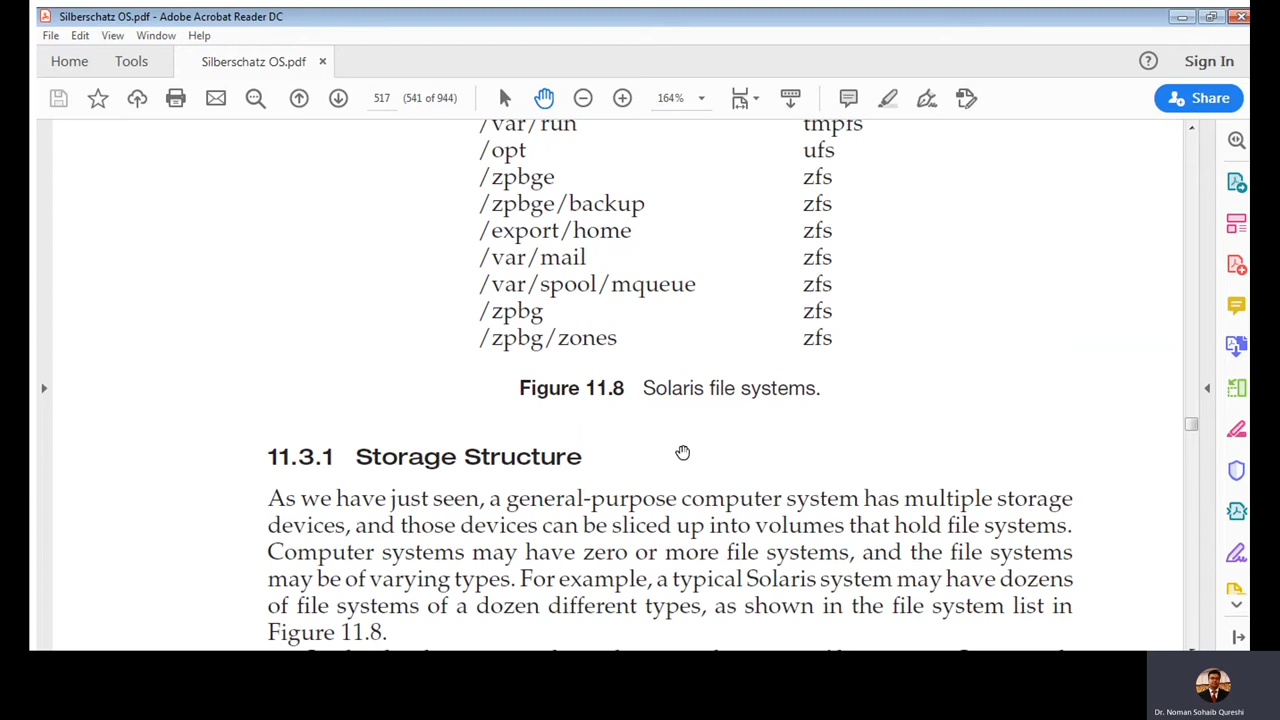 Silberschatz OS.pdf - Adobe Acrobat Reader DC
File Edit View Window Help
Home Tools Silberschatz OS.pdf × Sign In
517 (541 of 944) 164% Share
/var/run tmpfs
/opt ufs
/zpbge zfs
/zpbge/backup zfs
/export/home zfs
/var/mail zfs
/var/spool/mqueue zfs
/zpbg zfs
/zpbg/zones zfs
Figure 11.8 Solaris file systems.
11.3.1 Storage Structure
As we have just seen, a general-purpose computer system has multiple storage
devices, and those devices can be sliced up into volumes that hold file systems.
Computer systems may have zero or more file systems, and the file systems
may be of varying types. For example, a typical Solaris system may have dozens
of file systems of a dozen different types, as shown in the file system list in
Figure 11.8.
Dr. Noman Sohaib Qureshi